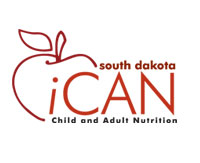 south dakota
iCAN
Child and Adult Nutrition